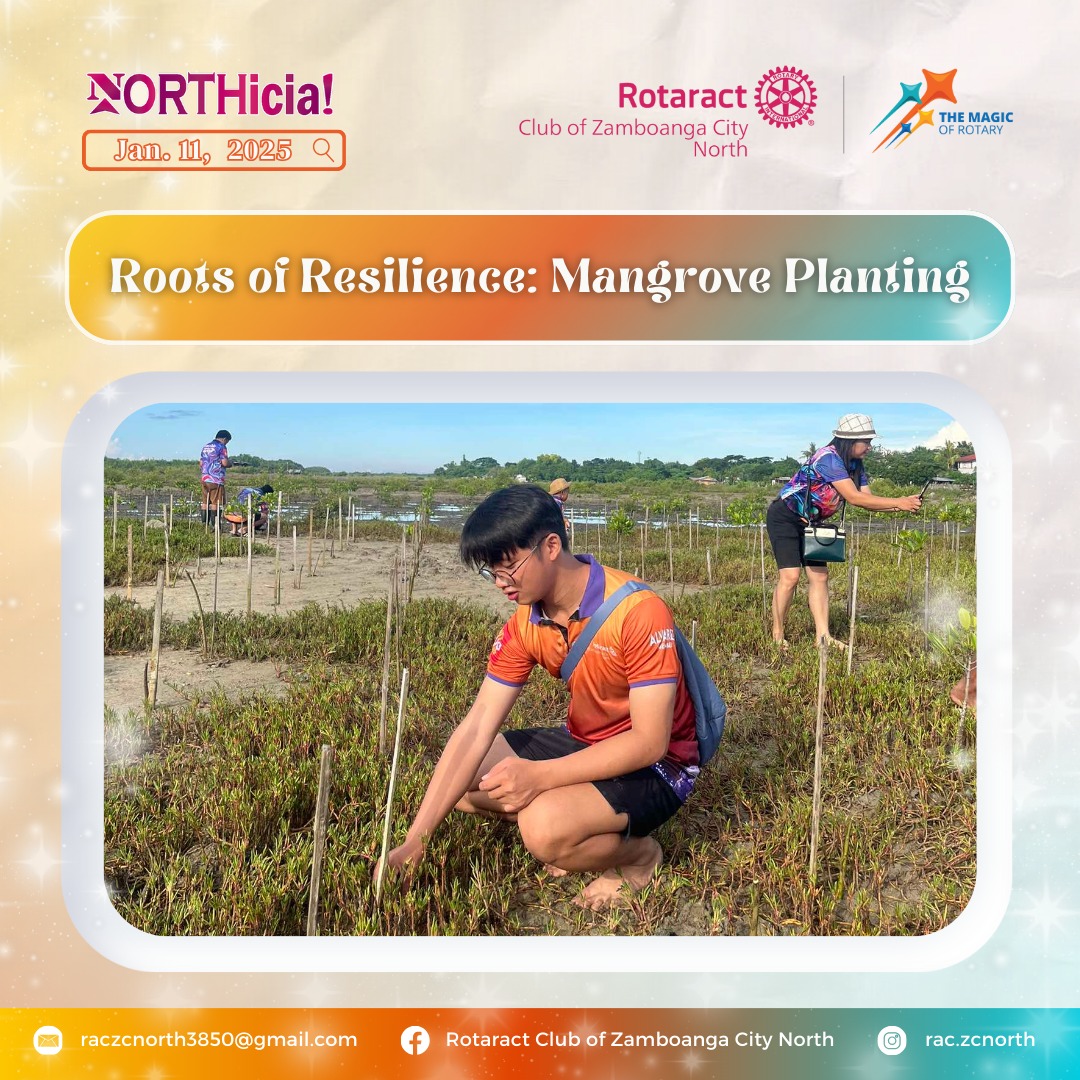 NORTHicia!
Jan. 11, 2025
Rotaract
Club of Zamboanga City
North
ROTARY
INTERNATIONAL
®
THE MAGIC
OF ROTARY
Roots of Resilience: Mangrove Planting
raczcnorth3850@gmail.com
Rotaract Club of Zamboanga City North
rac.zcnorth